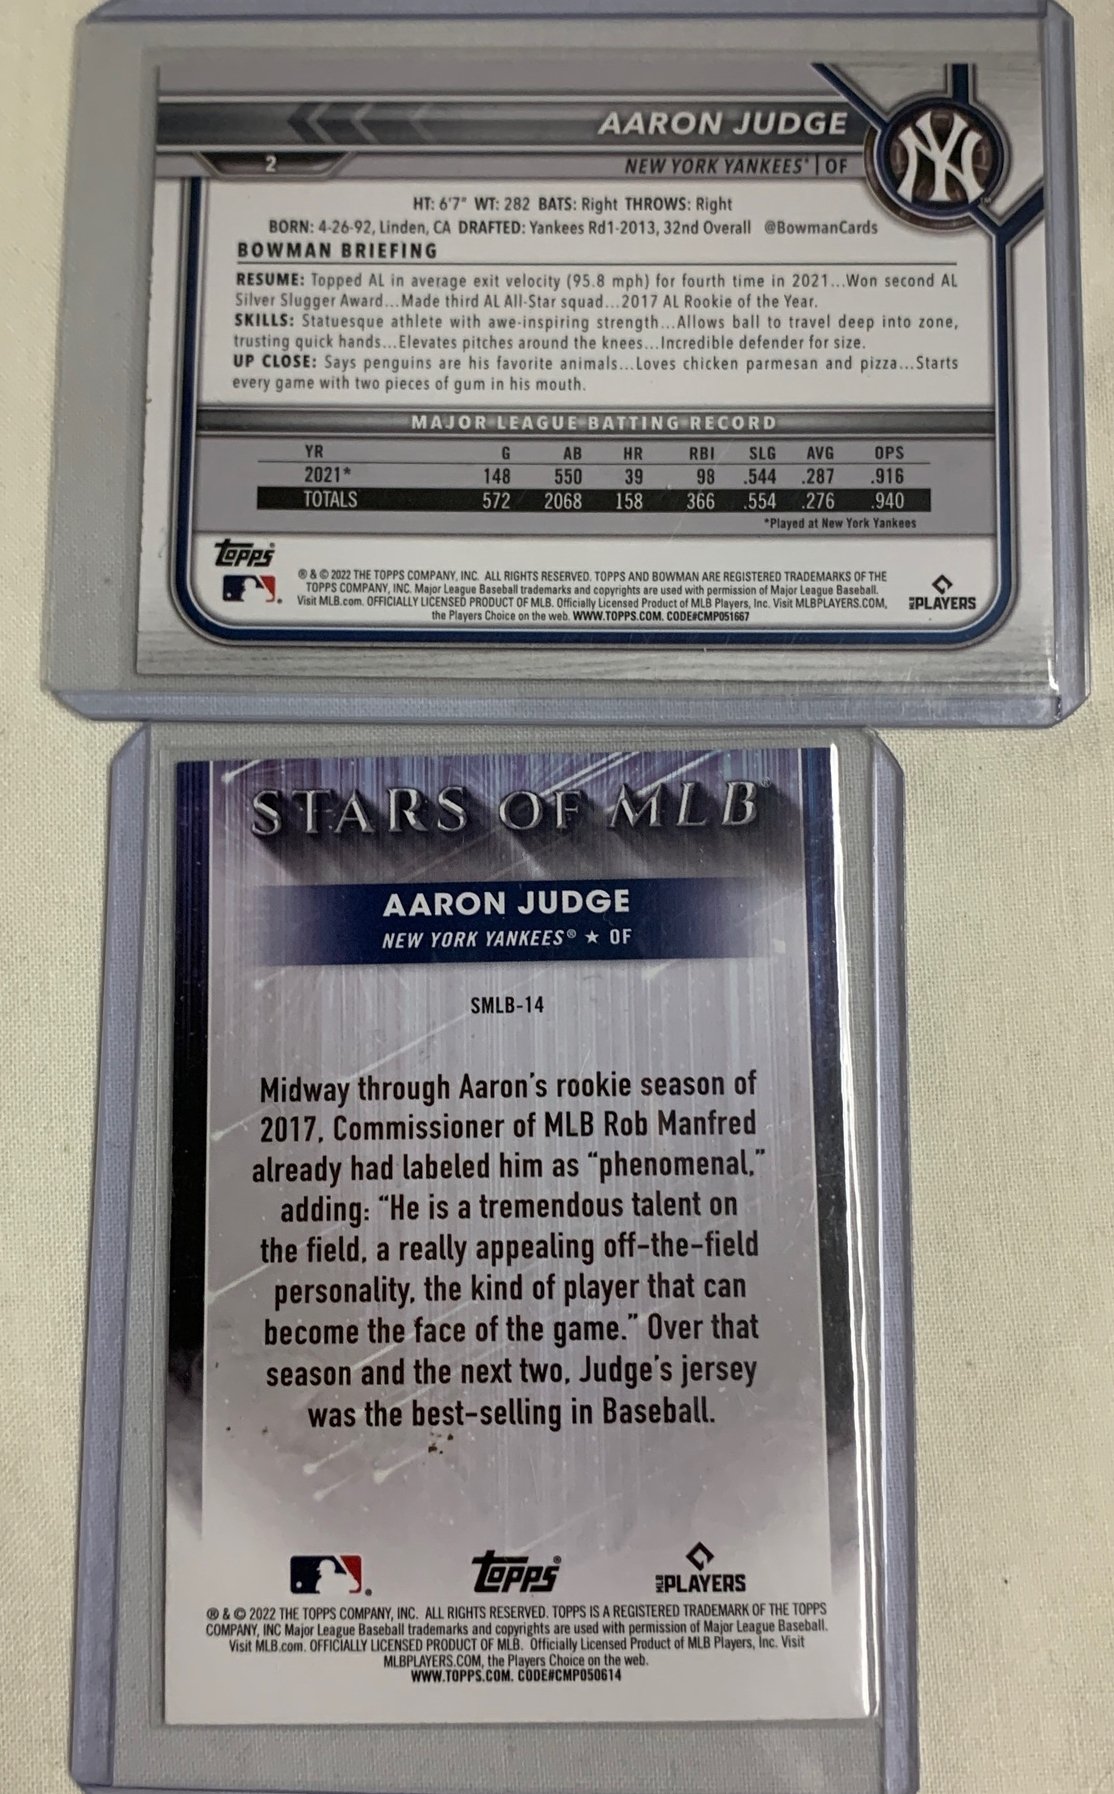 AARON JUDGE
2
NEW YORK YANKEES® | OF
NY
HT: 6'7" WT: 282 BATS: Right THROWS: Right
BORN: 4-26-92, Linden, CA DRAFTED: Yankees Rd1-2013, 32nd Overall @BowmanCards
BOWMAN BRIEFING
RESUME: Topped AL in average exit velocity (95.8 mph) for fourth time in 2021...Won second AL
Silver Slugger Award...Made third AL All-Star squad...2017 AL Rookie of the Year.
SKILLS: Statuesque athlete with awe-inspiring strength...Allows ball to travel deep into zone,
trusting quick hands...Elevates pitches around the knees...Incredible defender for size.
UP CLOSE: Says penguins are his favorite animals...Loves chicken parmesan and pizza...Starts
every game with two pieces of gum in his mouth.
MAJOR LEAGUE BATTING RECORD
YR G AB HR RBI SLG AVG OPS
2021* 148 550 39 98 .544 .287 .916
TOTALS 572 2068 158 366 .554 .276 .940
*Played at New York Yankees
Topps®
® & © 2022 THE TOPPS COMPANY, INC. ALL RIGHTS RESERVED. TOPPS AND BOWMAN ARE REGISTERED TRADEMARKS OF THE
TOPPS COMPANY, INC. Major League Baseball trademarks and copyrights are used with permission of Major League Baseball.
Visit MLB.com. OFFICIALLY LICENSED PRODUCT OF MLB. Officially Licensed Product of MLB Players, Inc. Visit MLBPLAYERS.COM,
the Players Choice on the web. WWW.TOPPS.COM. CODE#CMP051667
MLB PLAYERS
STARS OF MLB®
AARON JUDGE
NEW YORK YANKEES® ★ OF
SMLB-14
Midway through Aaron's rookie season of
2017, Commissioner of MLB Rob Manfred
already had labeled him as "phenomenal,"
adding: "He is a tremendous talent on
the field, a really appealing off-the-field
personality, the kind of player that can
become the face of the game." Over that
season and the next two, Judge's jersey
was the best-selling in Baseball.
Topps®
MLB PLAYERS
® & © 2022 THE TOPPS COMPANY, INC. ALL RIGHTS RESERVED. TOPPS IS A REGISTERED TRADEMARK OF THE TOPPS
COMPANY, INC Major League Baseball trademarks and copyrights are used with permission of Major League Baseball.
Visit MLB.com. OFFICIALLY LICENSED PRODUCT OF MLB. Officially Licensed Product of MLB Players, Inc. Visit
MLBPLAYERS.COM, the Players Choice on the web.
WWW.TOPPS.COM. CODE#CMP050614